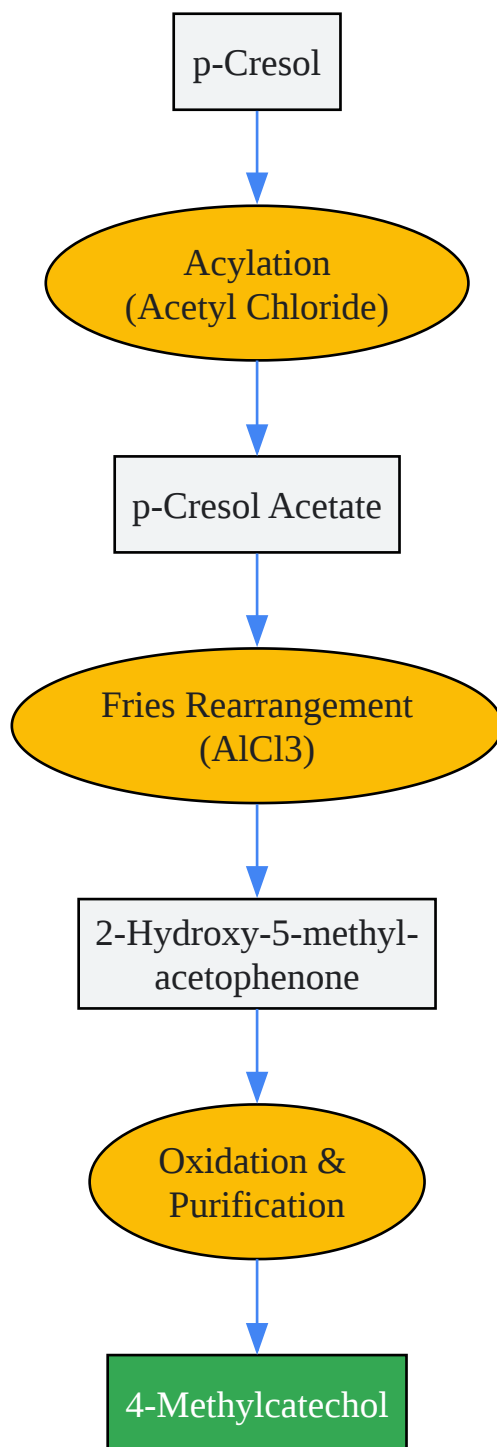 p-Cresol
Acylation
(Acetyl Chloride)
p-Cresol Acetate
Fries Rearrangement
(AlCl3)
2-Hydroxy-5-methyl-
acetophenone
Oxidation &
Purification
4-Methylcatechol